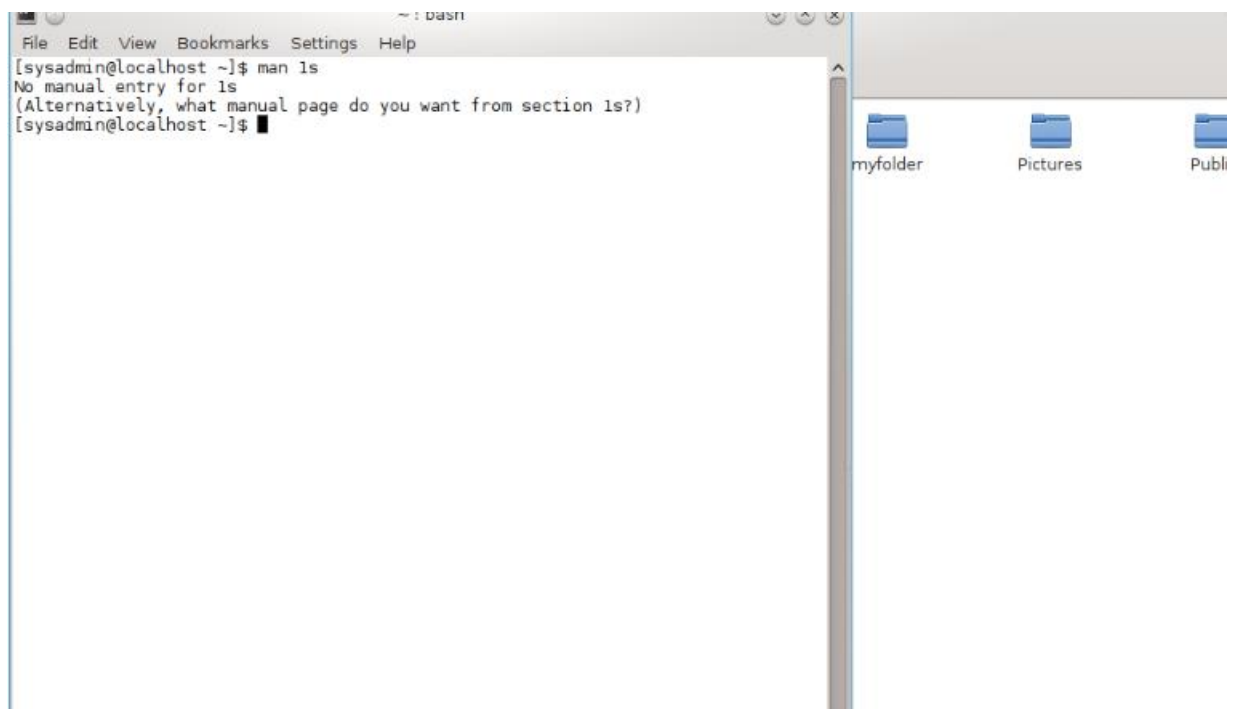 ~ : bash
File Edit View Bookmarks Settings Help
[sysadmin@localhost ~]$ man 1s
No manual entry for 1s
(Alternatively, what manual page do you want from section 1s?)
[sysadmin@localhost ~]$
myfolder Pictures Publi